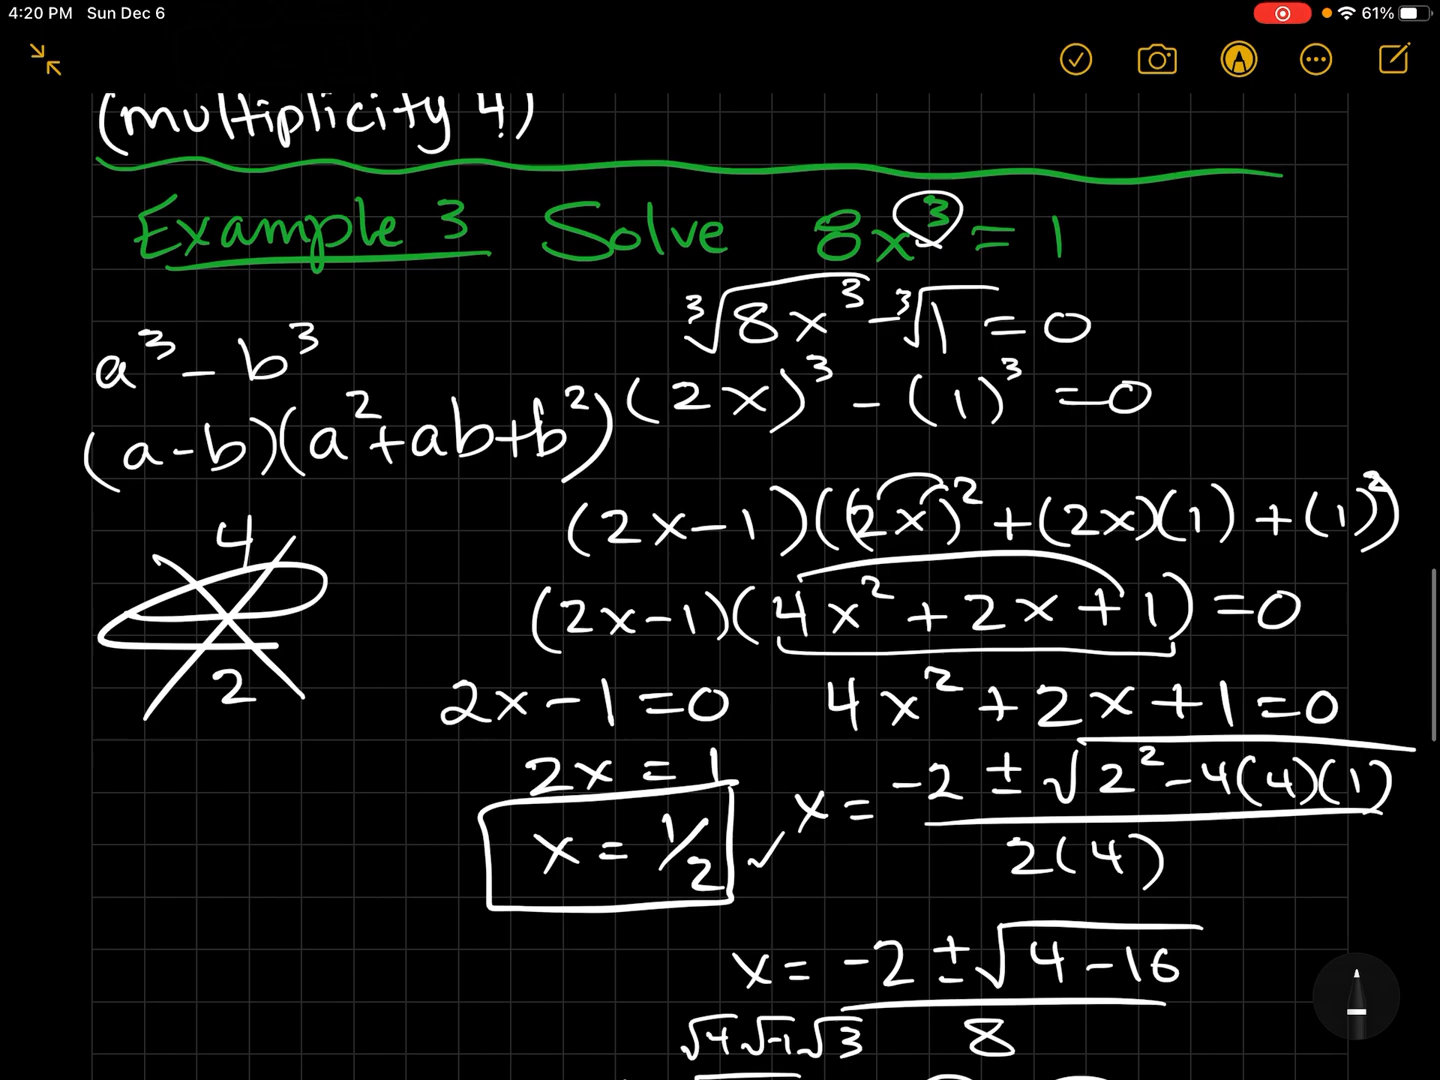 4:20 PM Sun Dec 6
61%
(multiplicity 4!)
Example 3 Solve 8x³ = 1
∛8x³ - ∛1 = 0
a³ - b³
(2x)³ - (1)³ = 0
(a-b)(a²+ab+b²)
(2x-1)((2x)²+(2x)(1)+(1)²)
4
2
(2x-1)(4x²+2x+1)=0
2x-1=0 4x²+2x+1=0
2x = 1
x = -2 ± √2²-4(4)(1) / 2(4)
x = 1/2 ✓
x = -2 ± √4-16 / 8
√4 √-1 √3